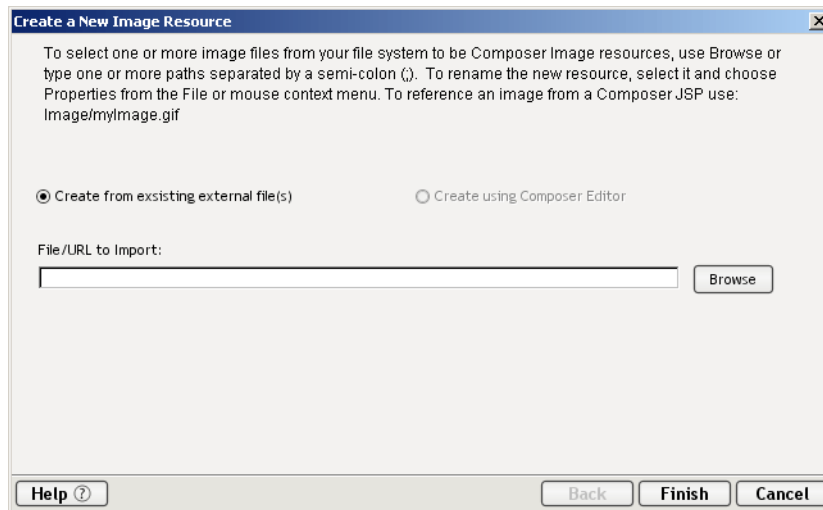 Create a New Image Resource
To select one or more image files from your file system to be Composer Image resources, use Browse or
type one or more paths separated by a semi-colon (;). To rename the new resource, select it and choose
Properties from the File or mouse context menu. To reference an image from a Composer JSP use:
Image/myImage.gif
Create from exsisting external file(s)
Create using Composer Editor
File/URL to Import:
Browse
Help ?
Back
Finish
Cancel